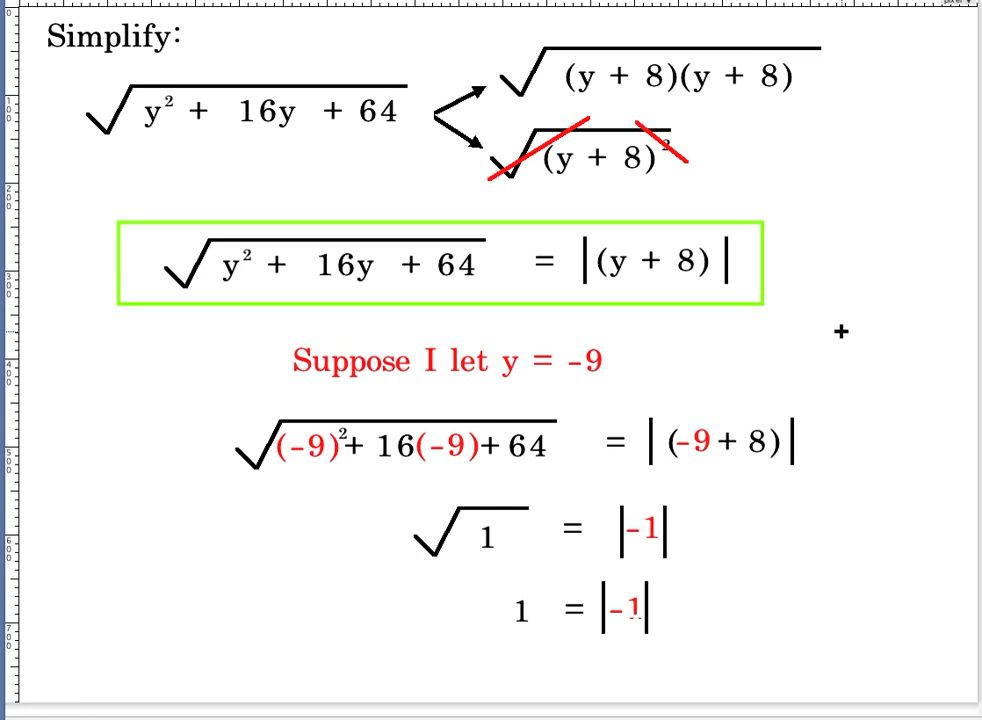 Simplify:
√(y² + 16y + 64)
√((y + 8)(y + 8))
√((y + 8)²)
√(y² + 16y + 64) = |(y + 8)|
Suppose I let y = -9
√((-9)² + 16(-9) + 64) = |(-9 + 8)|
√1 = |-1|
1 = |-1|